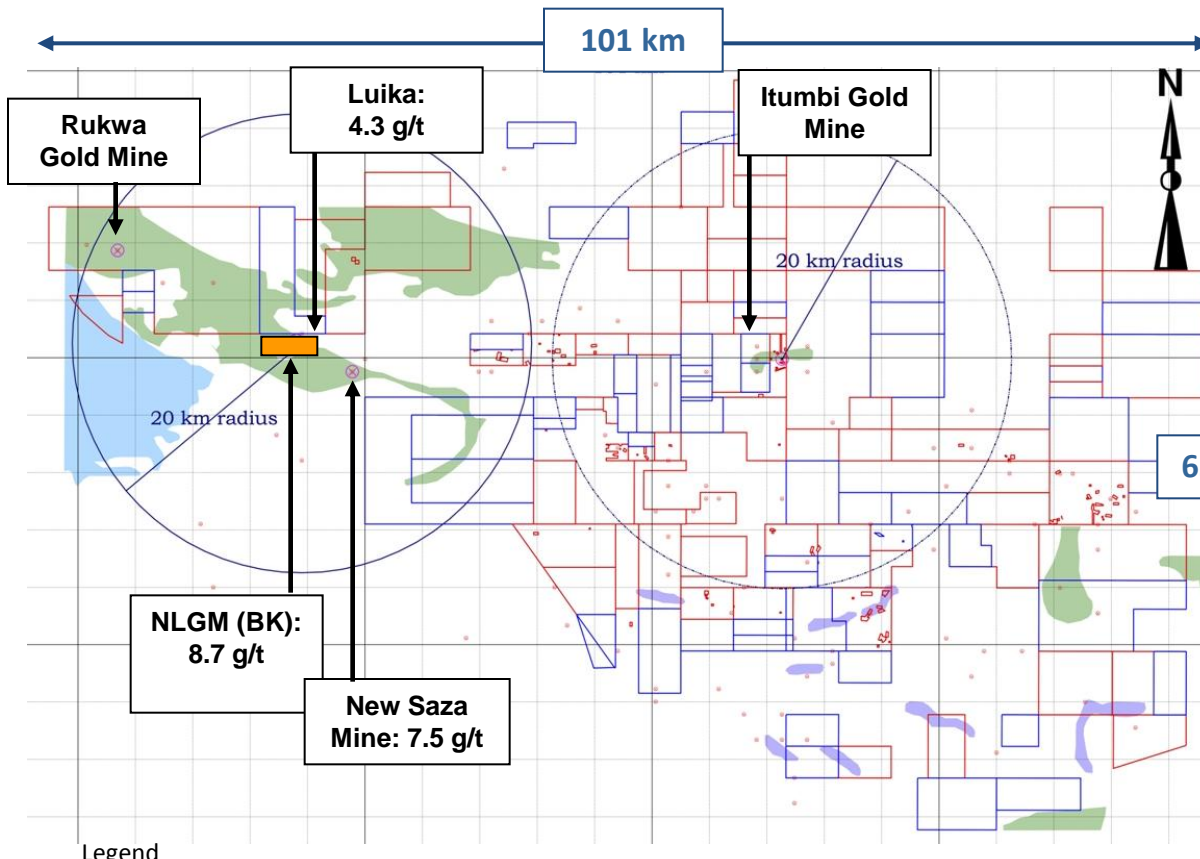 101 km
Luika:
4.3 g/t
Itumbi Gold
Mine
N
Rukwa
Gold Mine
20 km radius
20 km radius
6
NLGM (BK):
8.7 g/t
New Saza
Mine: 7.5 g/t
Legend